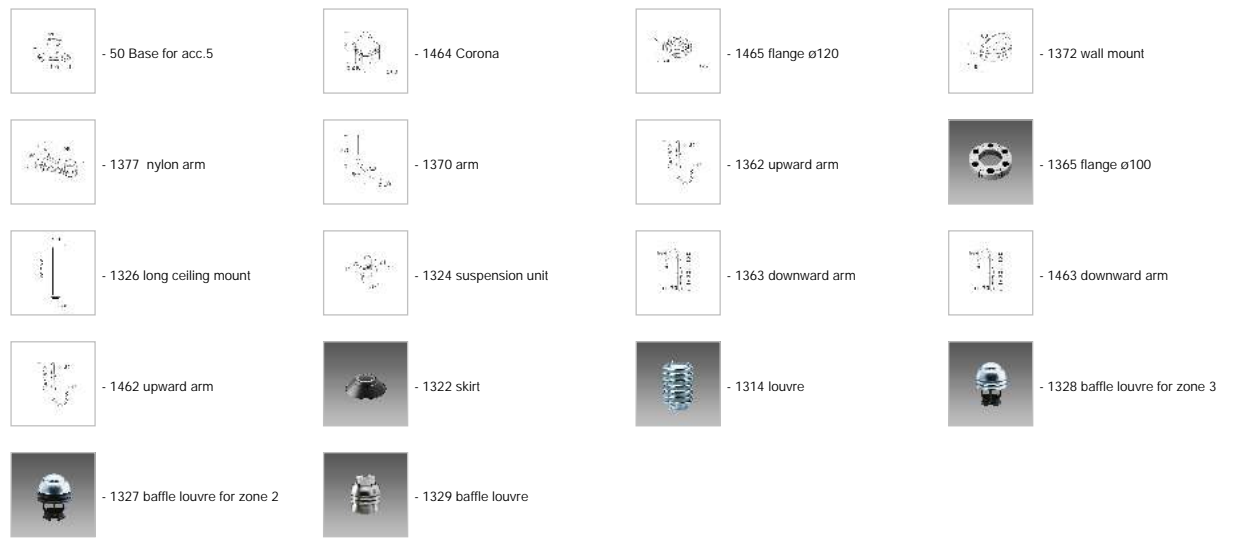 - 50 Base for acc.5
- 1464 Corona
- 1465 flange ø120
- 1372 wall mount
- 1377  nylon arm
- 1370 arm
- 1362 upward arm
- 1365 flange ø100
- 1326 long ceiling mount
- 1324 suspension unit
- 1363 downward arm
- 1463 downward arm
- 1462 upward arm
- 1322 skirt
- 1314 louvre
- 1328 baffle louvre for zone 3
- 1327 baffle louvre for zone 2
- 1329 baffle louvre